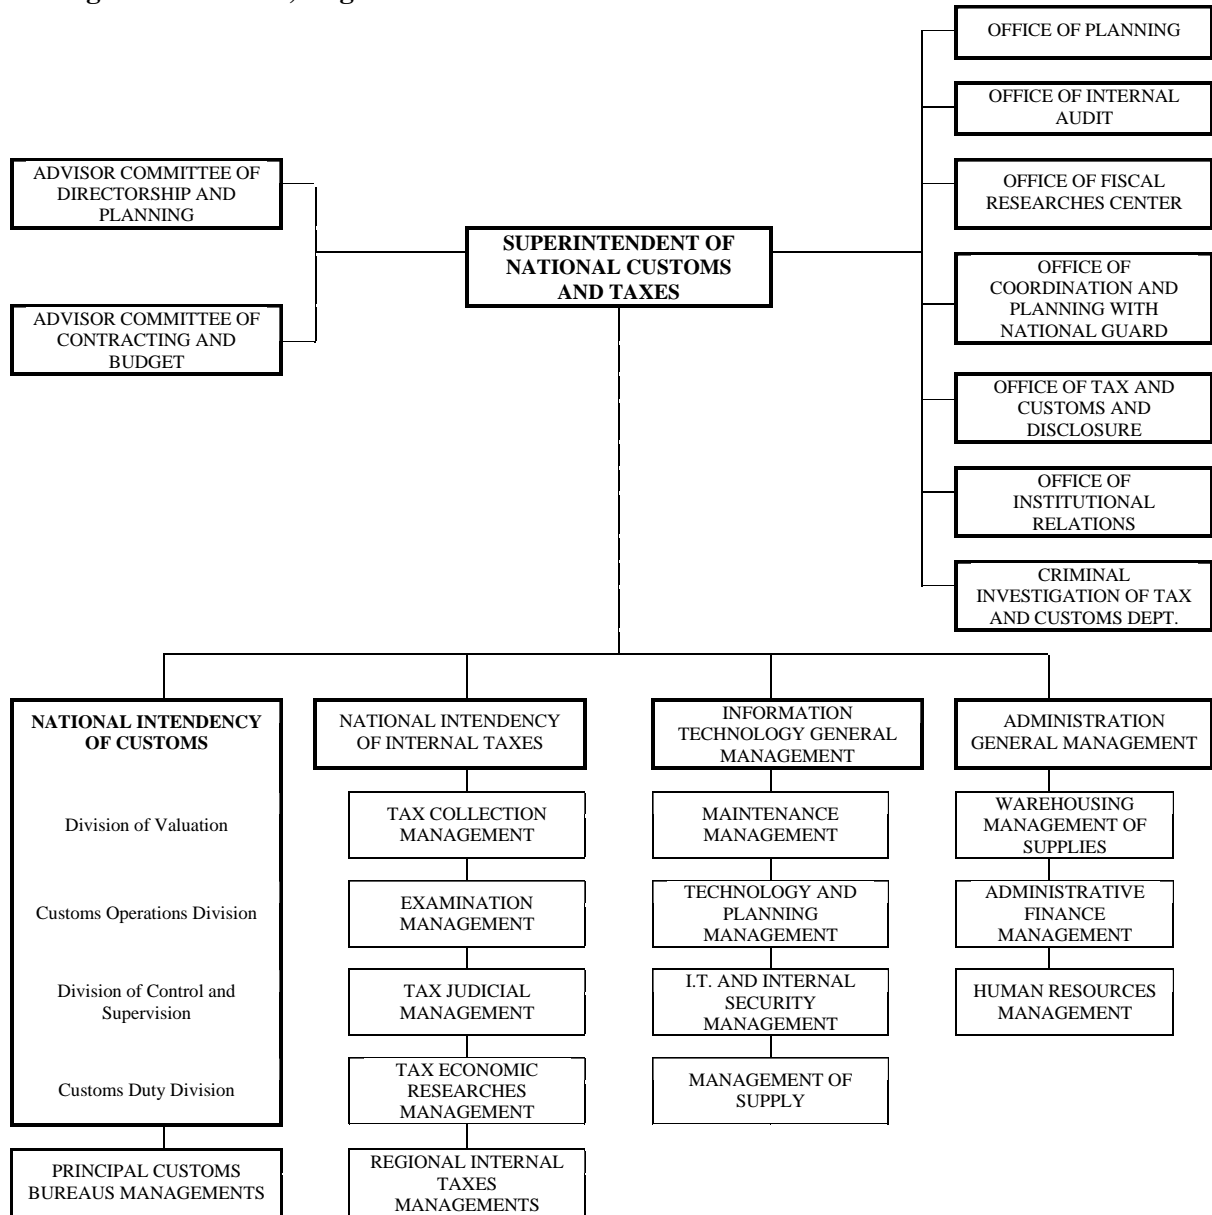 OFFICE OF PLANNING
OFFICE OF INTERNAL
AUDIT
ADVISOR COMMITTEE OF
DIRECTORSHIP AND
PLANNING
OFFICE OF FISCAL
RESEARCHES CENTER
SUPERINTENDENT OF
NATIONAL CUSTOMS
AND TAXES
OFFICE OF
COORDINATION AND
PLANNING WITH
NATIONAL GUARD
ADVISOR COMMITTEE OF
CONTRACTING AND
BUDGET
OFFICE OF TAX AND
CUSTOMS AND
DISCLOSURE
OFFICE OF
INSTITUTIONAL
RELATIONS
CRIMINAL
INVESTIGATION OF TAX
AND CUSTOMS DEPT.
NATIONAL INTENDENCY
OF CUSTOMS
Division of Valuation
Customs Operations Division
Division of Control and
Supervision
Customs Duty Division
PRINCIPAL CUSTOMS
BUREAUS MANAGEMENTS
NATIONAL INTENDENCY
OF INTERNAL TAXES
TAX COLLECTION
MANAGEMENT
EXAMINATION
MANAGEMENT
TAX JUDICIAL
MANAGEMENT
TAX ECONOMIC
RESEARCHES
MANAGEMENT
REGIONAL INTERNAL
TAXES
MANAGEMENTS
INFORMATION
TECHNOLOGY GENERAL
MANAGEMENT
MAINTENANCE
MANAGEMENT
TECHNOLOGY AND
PLANNING
MANAGEMENT
I.T. AND INTERNAL
SECURITY
MANAGEMENT
MANAGEMENT OF
SUPPLY
ADMINISTRATION
GENERAL MANAGEMENT
WAREHOUSING
MANAGEMENT OF
SUPPLIES
ADMINISTRATIVE
FINANCE
MANAGEMENT
HUMAN RESOURCES
MANAGEMENT